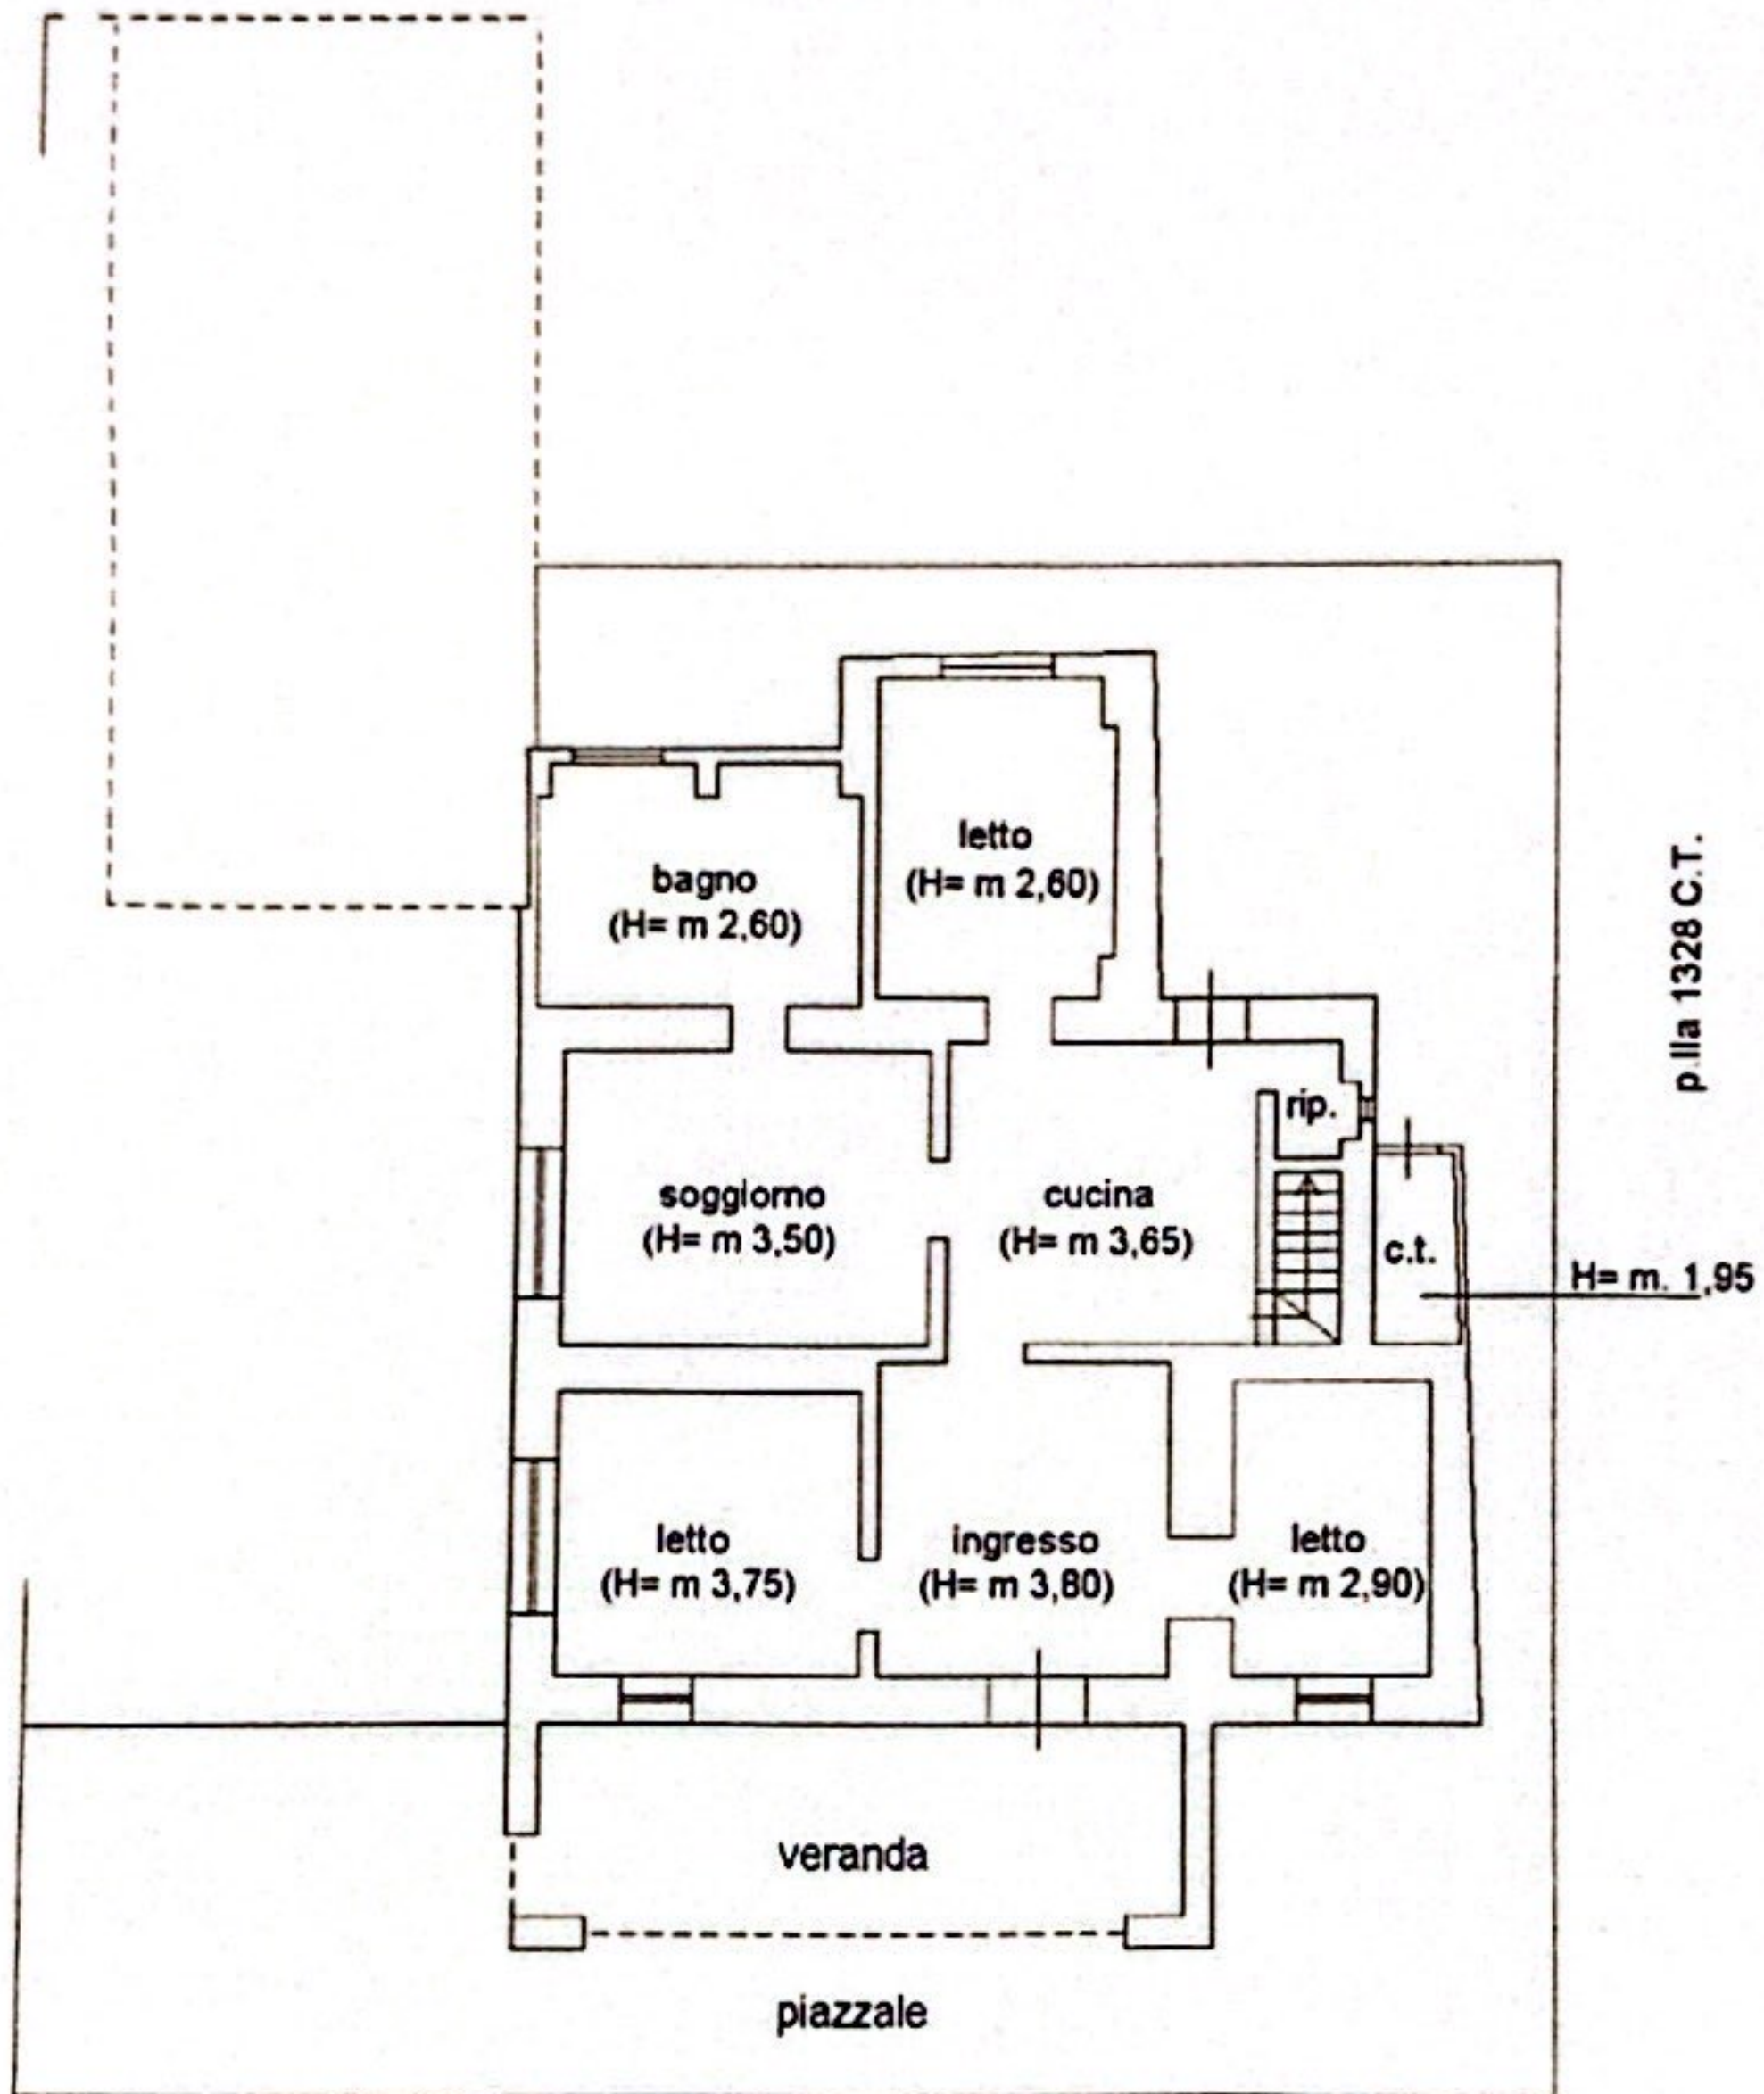 letto
(H= m 2,60)
bagno
(H= m 2,60)
p.lla 1328 C.T.
rip.
soggiorno
(H= m 3,50)
cucina
(H= m 3,65)
c.t.
H= m. 1,95
letto
(H= m 3,75)
ingresso
(H= m 3,80)
letto
(H= m 2,90)
veranda
piazzale